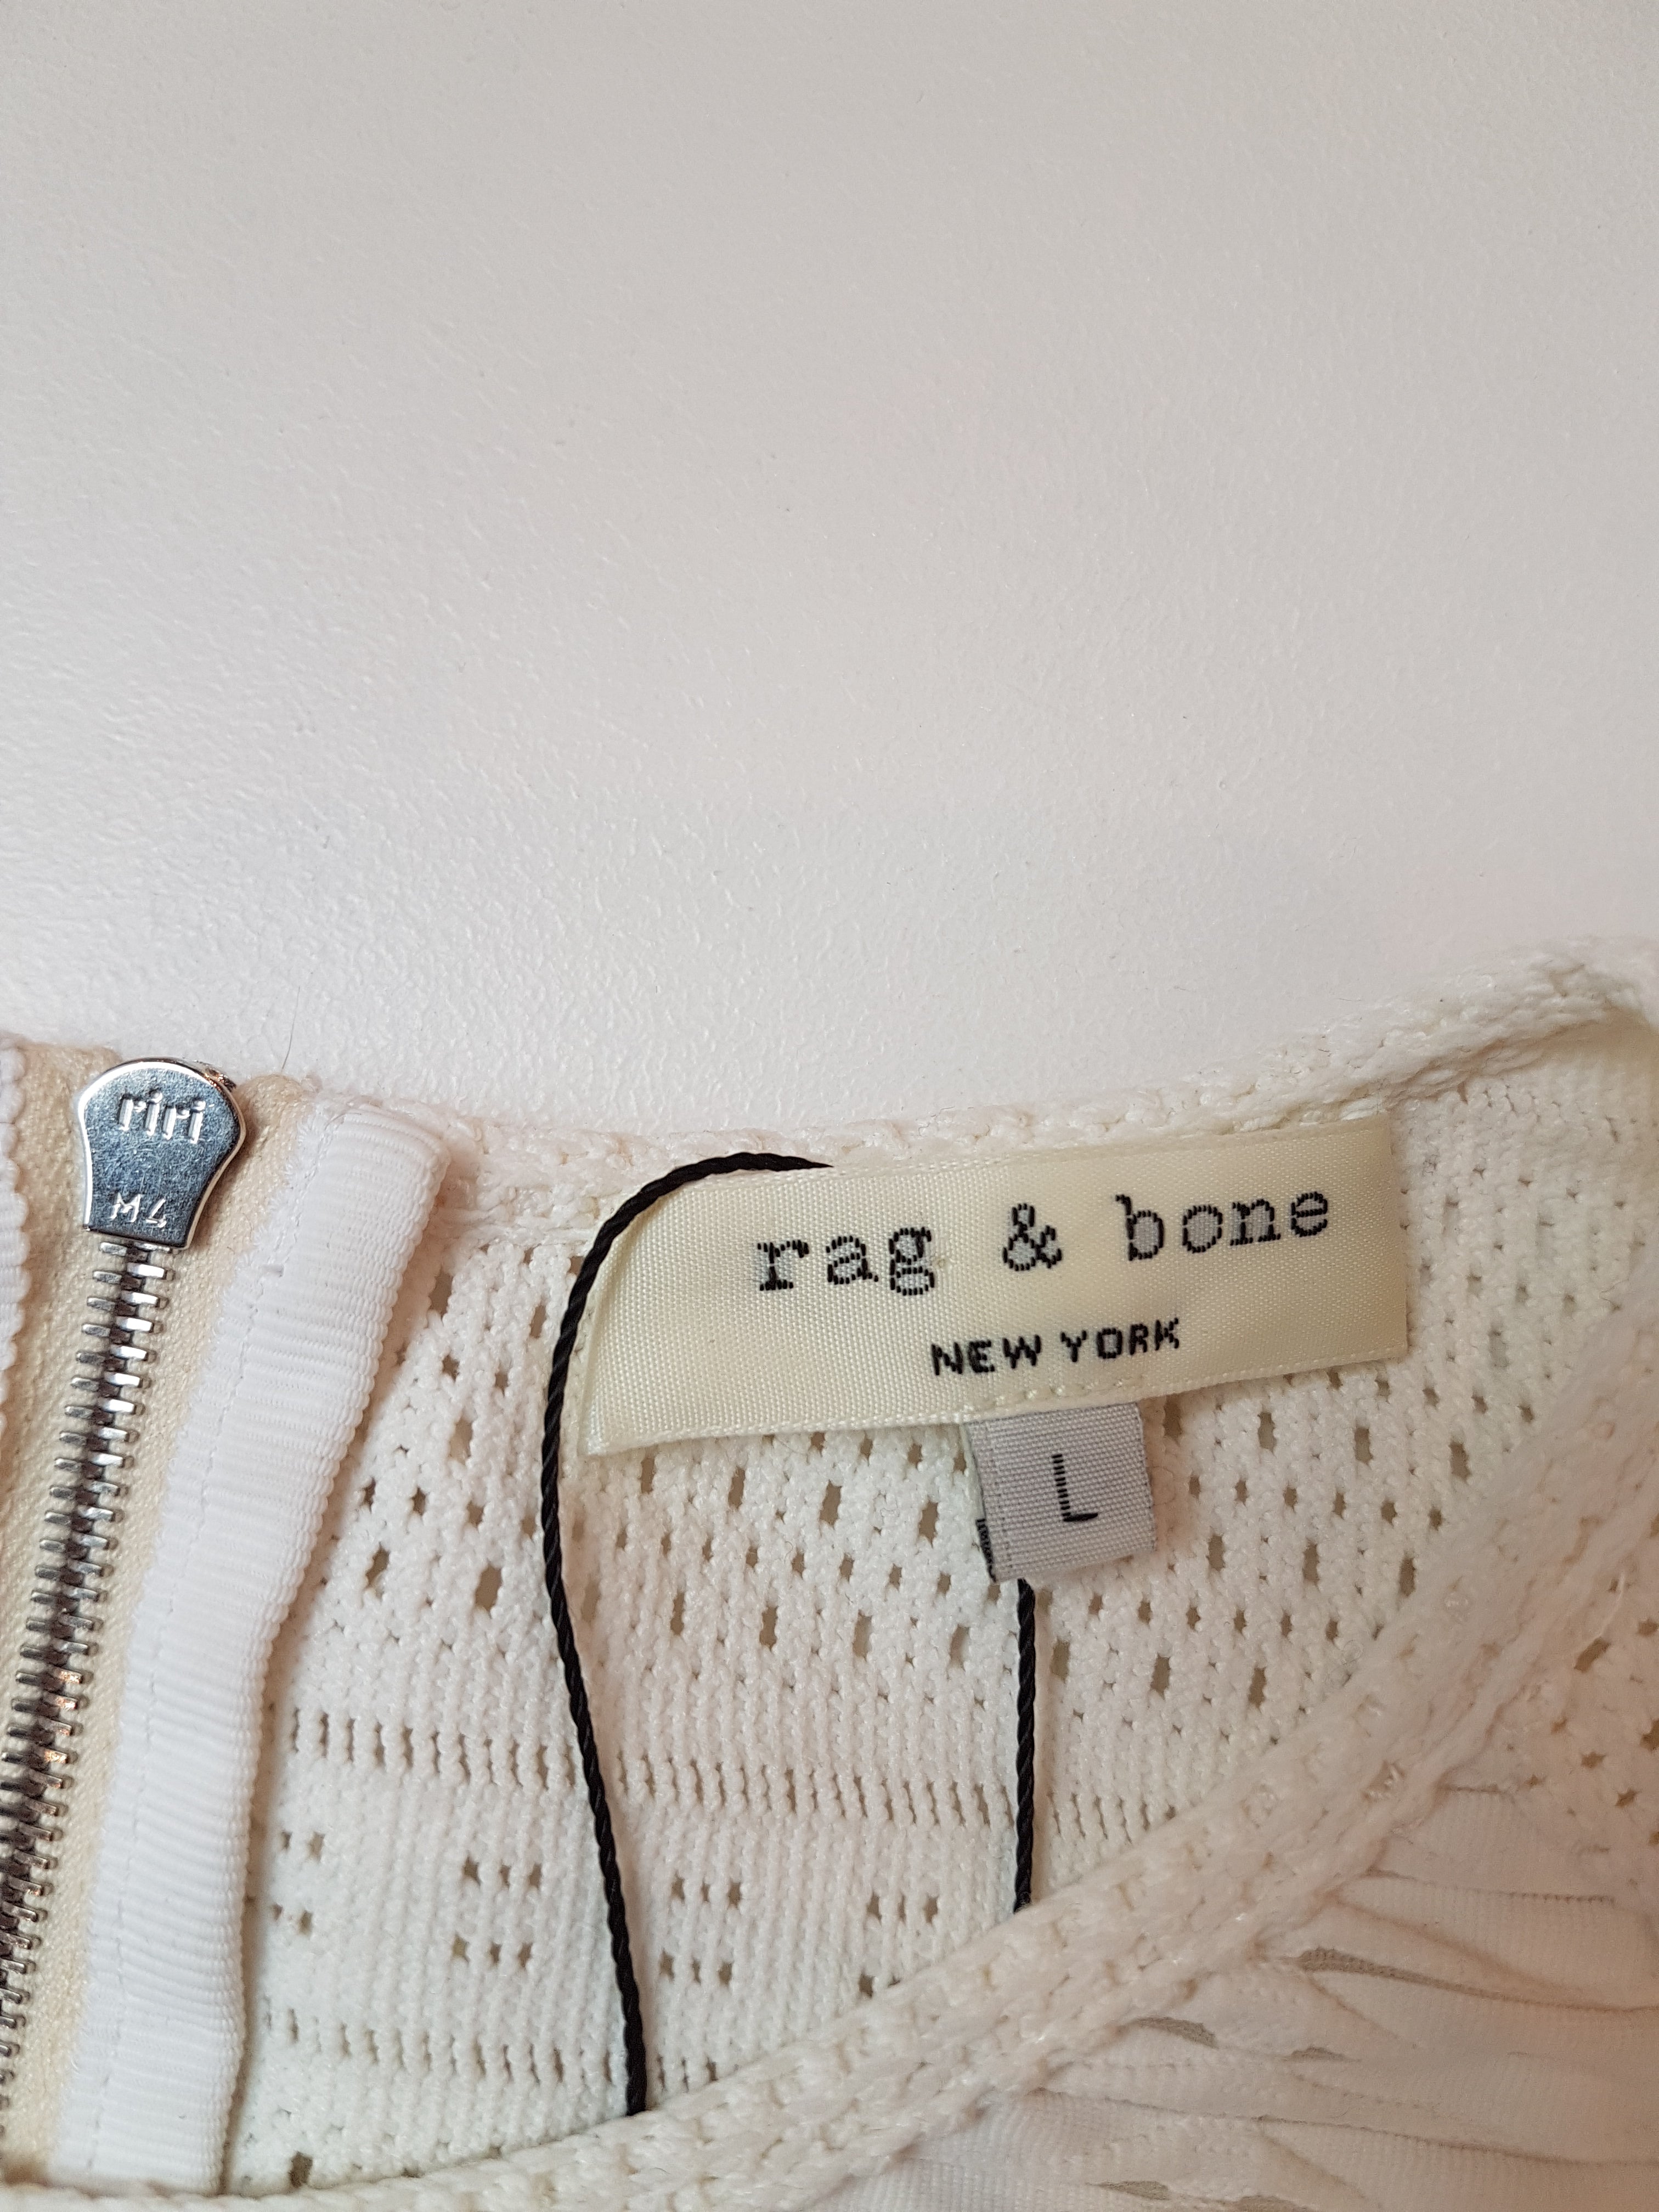 riri
M4
rag & bone
NEW YORK
L